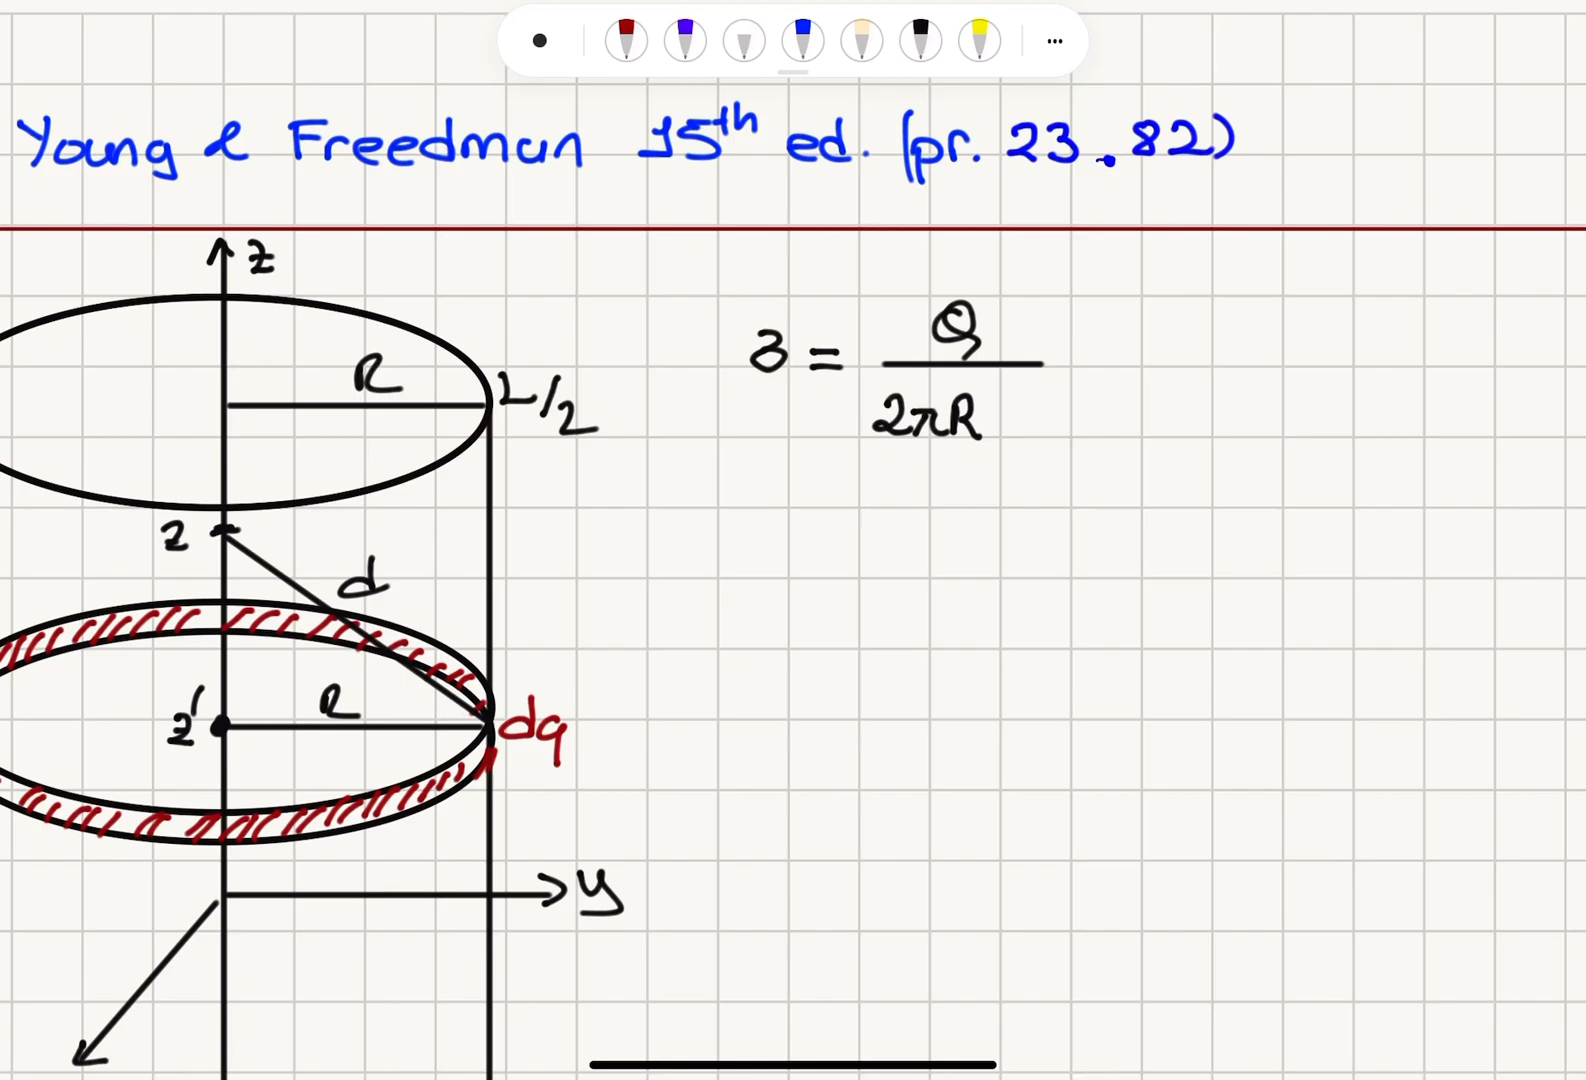 Young & Freedman 15th ed. (pr. 23.82)
z
R
L/2
σ = Q
2πR
z
d
z'
R
dq
y